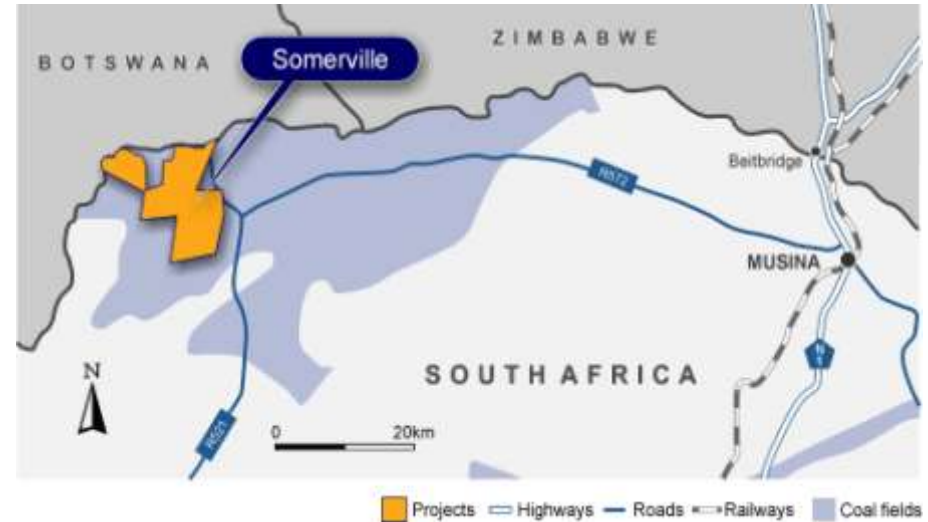 ZIMBABWE
BOTSWANA
Somerville
Beitbridge
R572
MUSINA
SOUTH AFRICA
N
N1
R521
0 20km
Projects Highways Roads Railways Coal fields